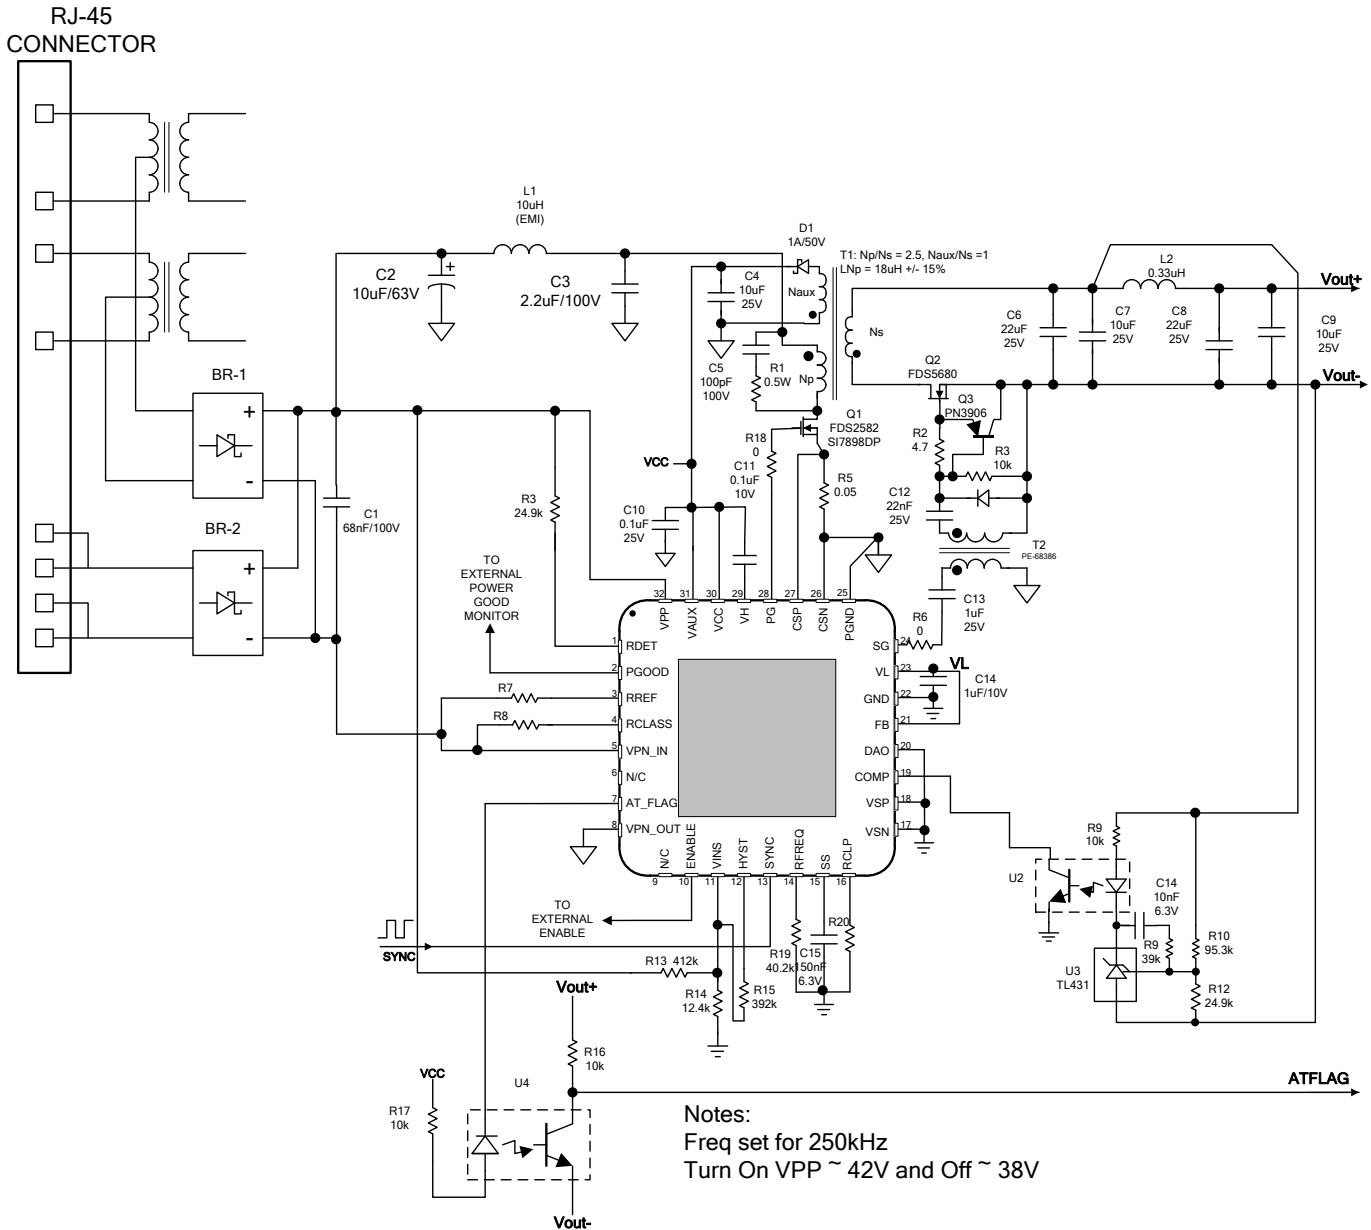 RJ-45
CONNECTOR
L1
10uH
(EMI)
C2
10uF/63V
C3
2.2uF/100V
D1
1A/50V
T1: Np/Ns = 2.5, Naux/Ns =1
LNp = 18uH +/- 15%
C4
10uF
25V
Naux
Ns
Np
C5
100pF
100V
R1
0.5W
L2
0.33uH
Vout+
C6
22uF
25V
C7
10uF
25V
C8
22uF
25V
C9
10uF
25V
Vout-
Q2
FDS5680
Q3
PN3906
R2
4.7
R3
10k
C12
22nF
25V
T2
PE-68386
C13
1uF
25V
R6
0
Q1
FDS2582
SI7898DP
R18
0
C11
0.1uF
10V
R5
0.05
VCC
C10
0.1uF
25V
BR-1
+
-
BR-2
+
-
C1
68nF/100V
R3
24.9k
TO
EXTERNAL
POWER
GOOD
MONITOR
R7
R8
32 31 30 29 28 27 26 25
VPP VAUX VCC VH PG CSP CSN PGND
1 RDET
2 PGOOD
3 RREF
4 RCLASS
5 VPN_IN
6 N/C
7 AT_FLAG
8 VPN_OUT
SG 24
VL 23
GND 22
FB 21
DAO 20
COMP 19
VSP 18
VSN 17
N/C ENABLE VINS HYST SYNC RFREQ SS RCLP
9 10 11 12 13 14 15 16
VL
C14
1uF/10V
TO
EXTERNAL
ENABLE
SYNC
R13 412k
R14
12.4k
R15
392k
R19
40.2k
C15
150nF
6.3V
R20
U2
R9
10k
C14
10nF
6.3V
R9
39k
R10
95.3k
U3
TL431
R12
24.9k
Vout+
R16
10k
ATFLAG
VCC
R17
10k
U4
Vout-
Notes:
Freq set for 250kHz
Turn On VPP ~ 42V and Off ~ 38V
+